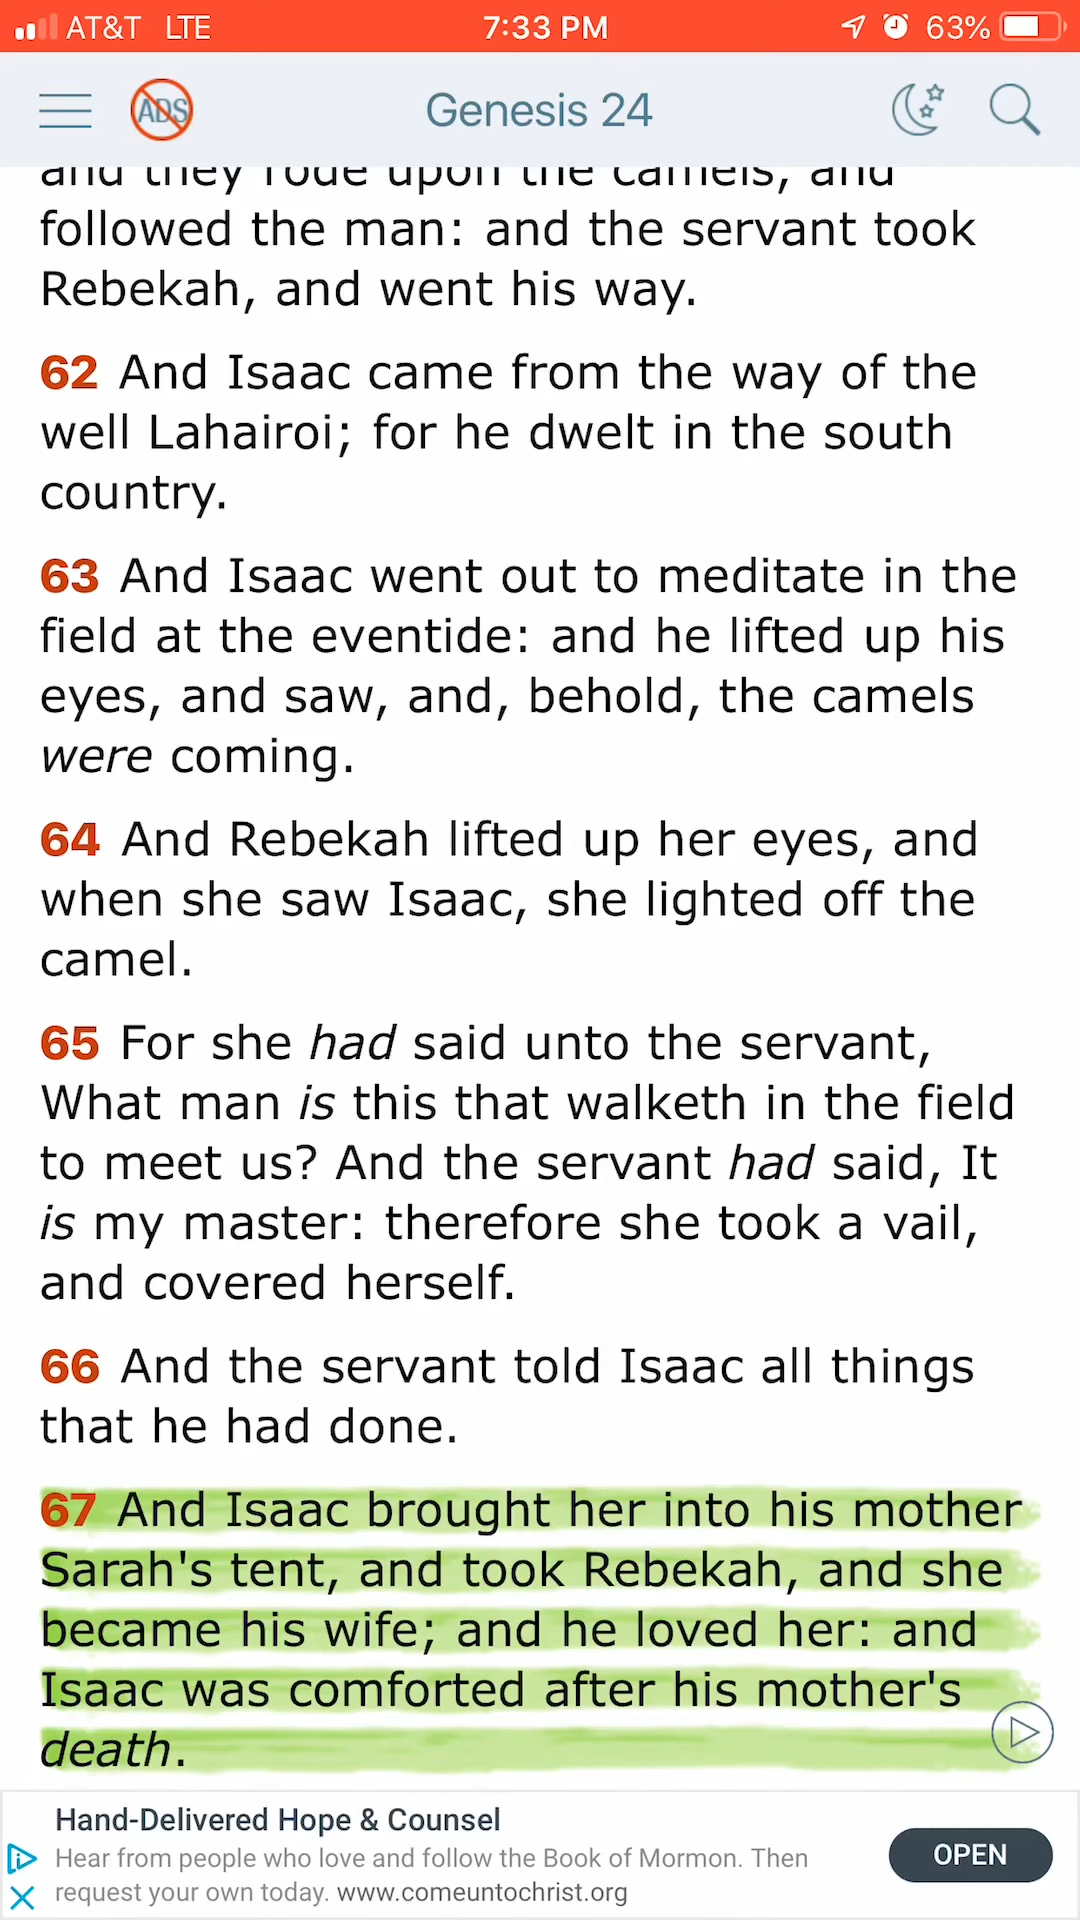 AT&T LTE 7:33 PM 63%
ADS Genesis 24
and they rode upon the camels, and
followed the man: and the servant took
Rebekah, and went his way.
62 And Isaac came from the way of the
well Lahairoi; for he dwelt in the south
country.
63 And Isaac went out to meditate in the
field at the eventide: and he lifted up his
eyes, and saw, and, behold, the camels
were coming.
64 And Rebekah lifted up her eyes, and
when she saw Isaac, she lighted off the
camel.
65 For she had said unto the servant,
What man is this that walketh in the field
to meet us? And the servant had said, It
is my master: therefore she took a vail,
and covered herself.
66 And the servant told Isaac all things
that he had done.
67 And Isaac brought her into his mother
Sarah's tent, and took Rebekah, and she
became his wife; and he loved her: and
Isaac was comforted after his mother's
death.
Hand-Delivered Hope & Counsel
Hear from people who love and follow the Book of Mormon. Then
request your own today. www.comeuntochrist.org
OPEN